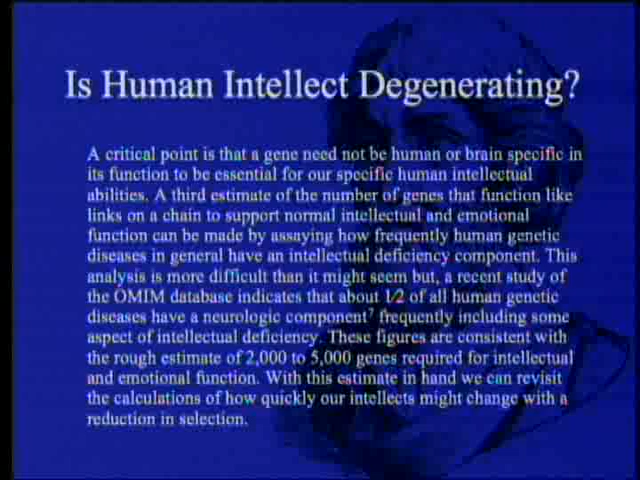 Is Human Intellect Degenerating?
A critical point is that a gene need not be human or brain specific in
its function to be essential for our specific human intellectual
abilities. A third estimate of the number of genes that function like
links on a chain to support normal intellectual and emotional
function can be made by assaying how frequently human genetic
diseases in general have an intellectual deficiency component. This
analysis is more difficult than it might seem but, a recent study of
the OMIM database indicates that about 1/2 of all human genetic
diseases have a neurologic component⁷ frequently including some
aspect of intellectual deficiency. These figures are consistent with
the rough estimate of 2,000 to 5,000 genes required for intellectual
and emotional function. With this estimate in hand we can revisit
the calculations of how quickly our intellects might change with a
reduction in selection.